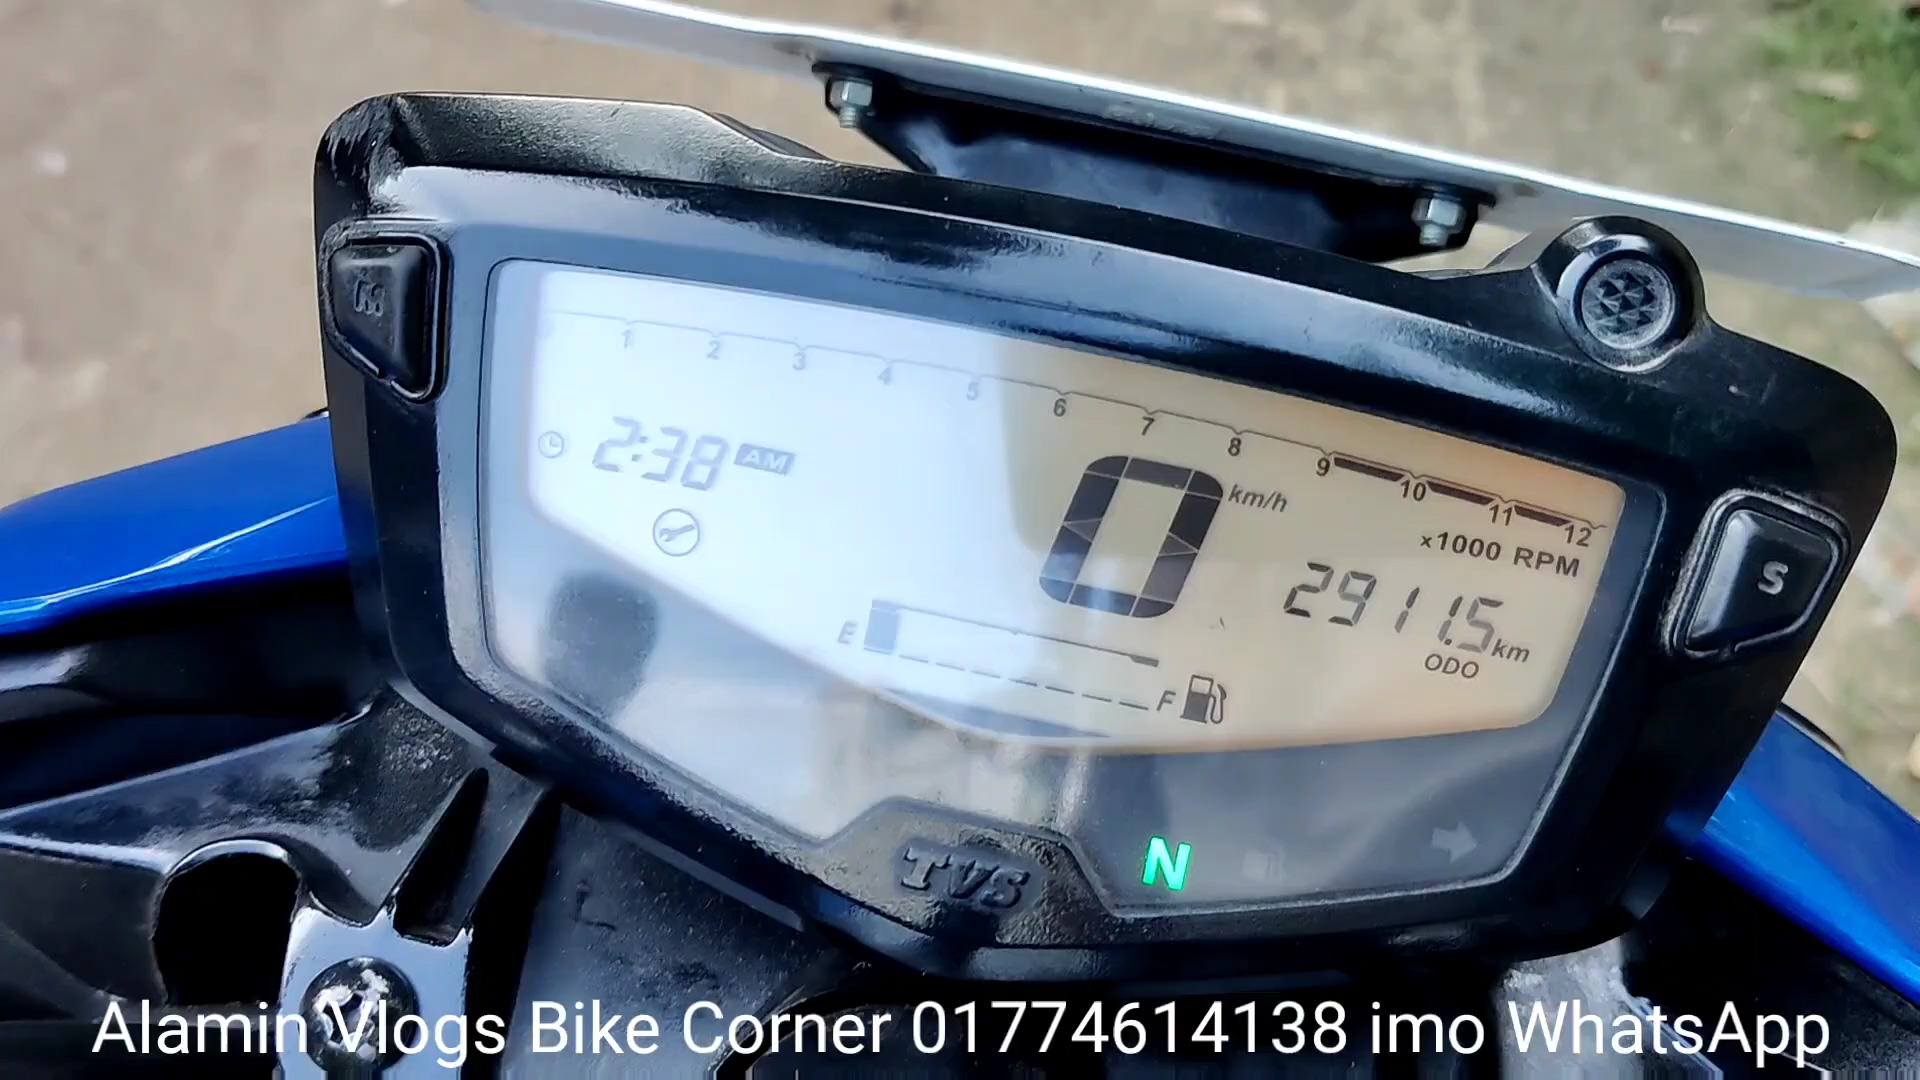 M
1 2 3 4 5 6 7 8 9 10 11 12
x1000 RPM
2:38 AM
0 km/h
2911.5 km
ODO
E F
S
TVS
N
Alamin Vlogs Bike Corner 01774614138 imo WhatsApp